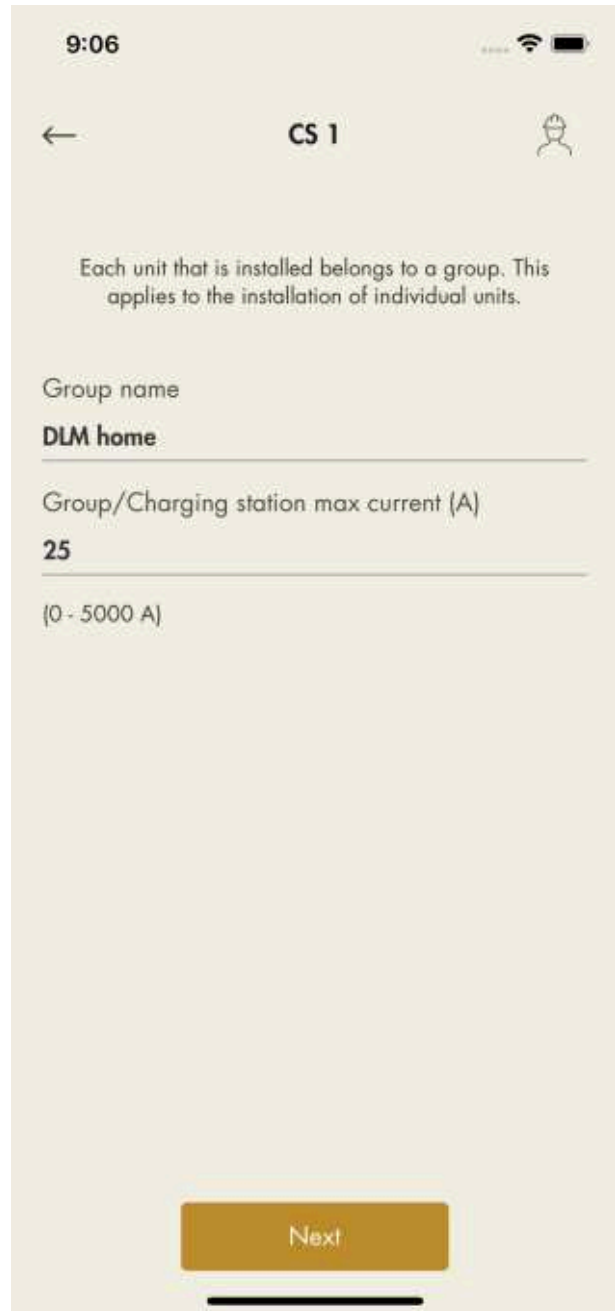 9:06
CS 1
Each unit that is installed belongs to a group. This
applies to the installation of individual units.
Group name
DLM home
Group/Charging station max current (A)
25
(0 - 5000 A)
Next